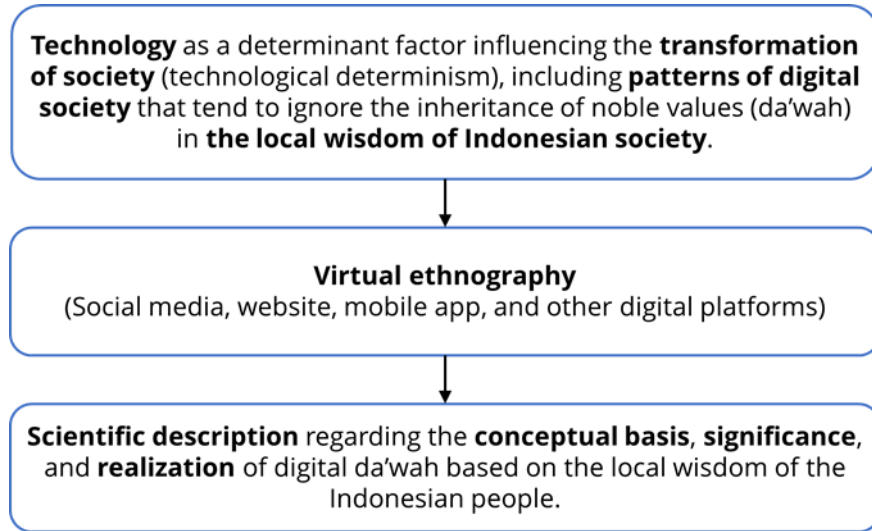 Technology as a determinant factor influencing the transformation
of society (technological determinism), including patterns of digital
society that tend to ignore the inheritance of noble values (da’wah)
in the local wisdom of Indonesian society.
Virtual ethnography
(Social media, website, mobile app, and other digital platforms)
Scientific description regarding the conceptual basis, significance,
and realization of digital da’wah based on the local wisdom of the
Indonesian people.